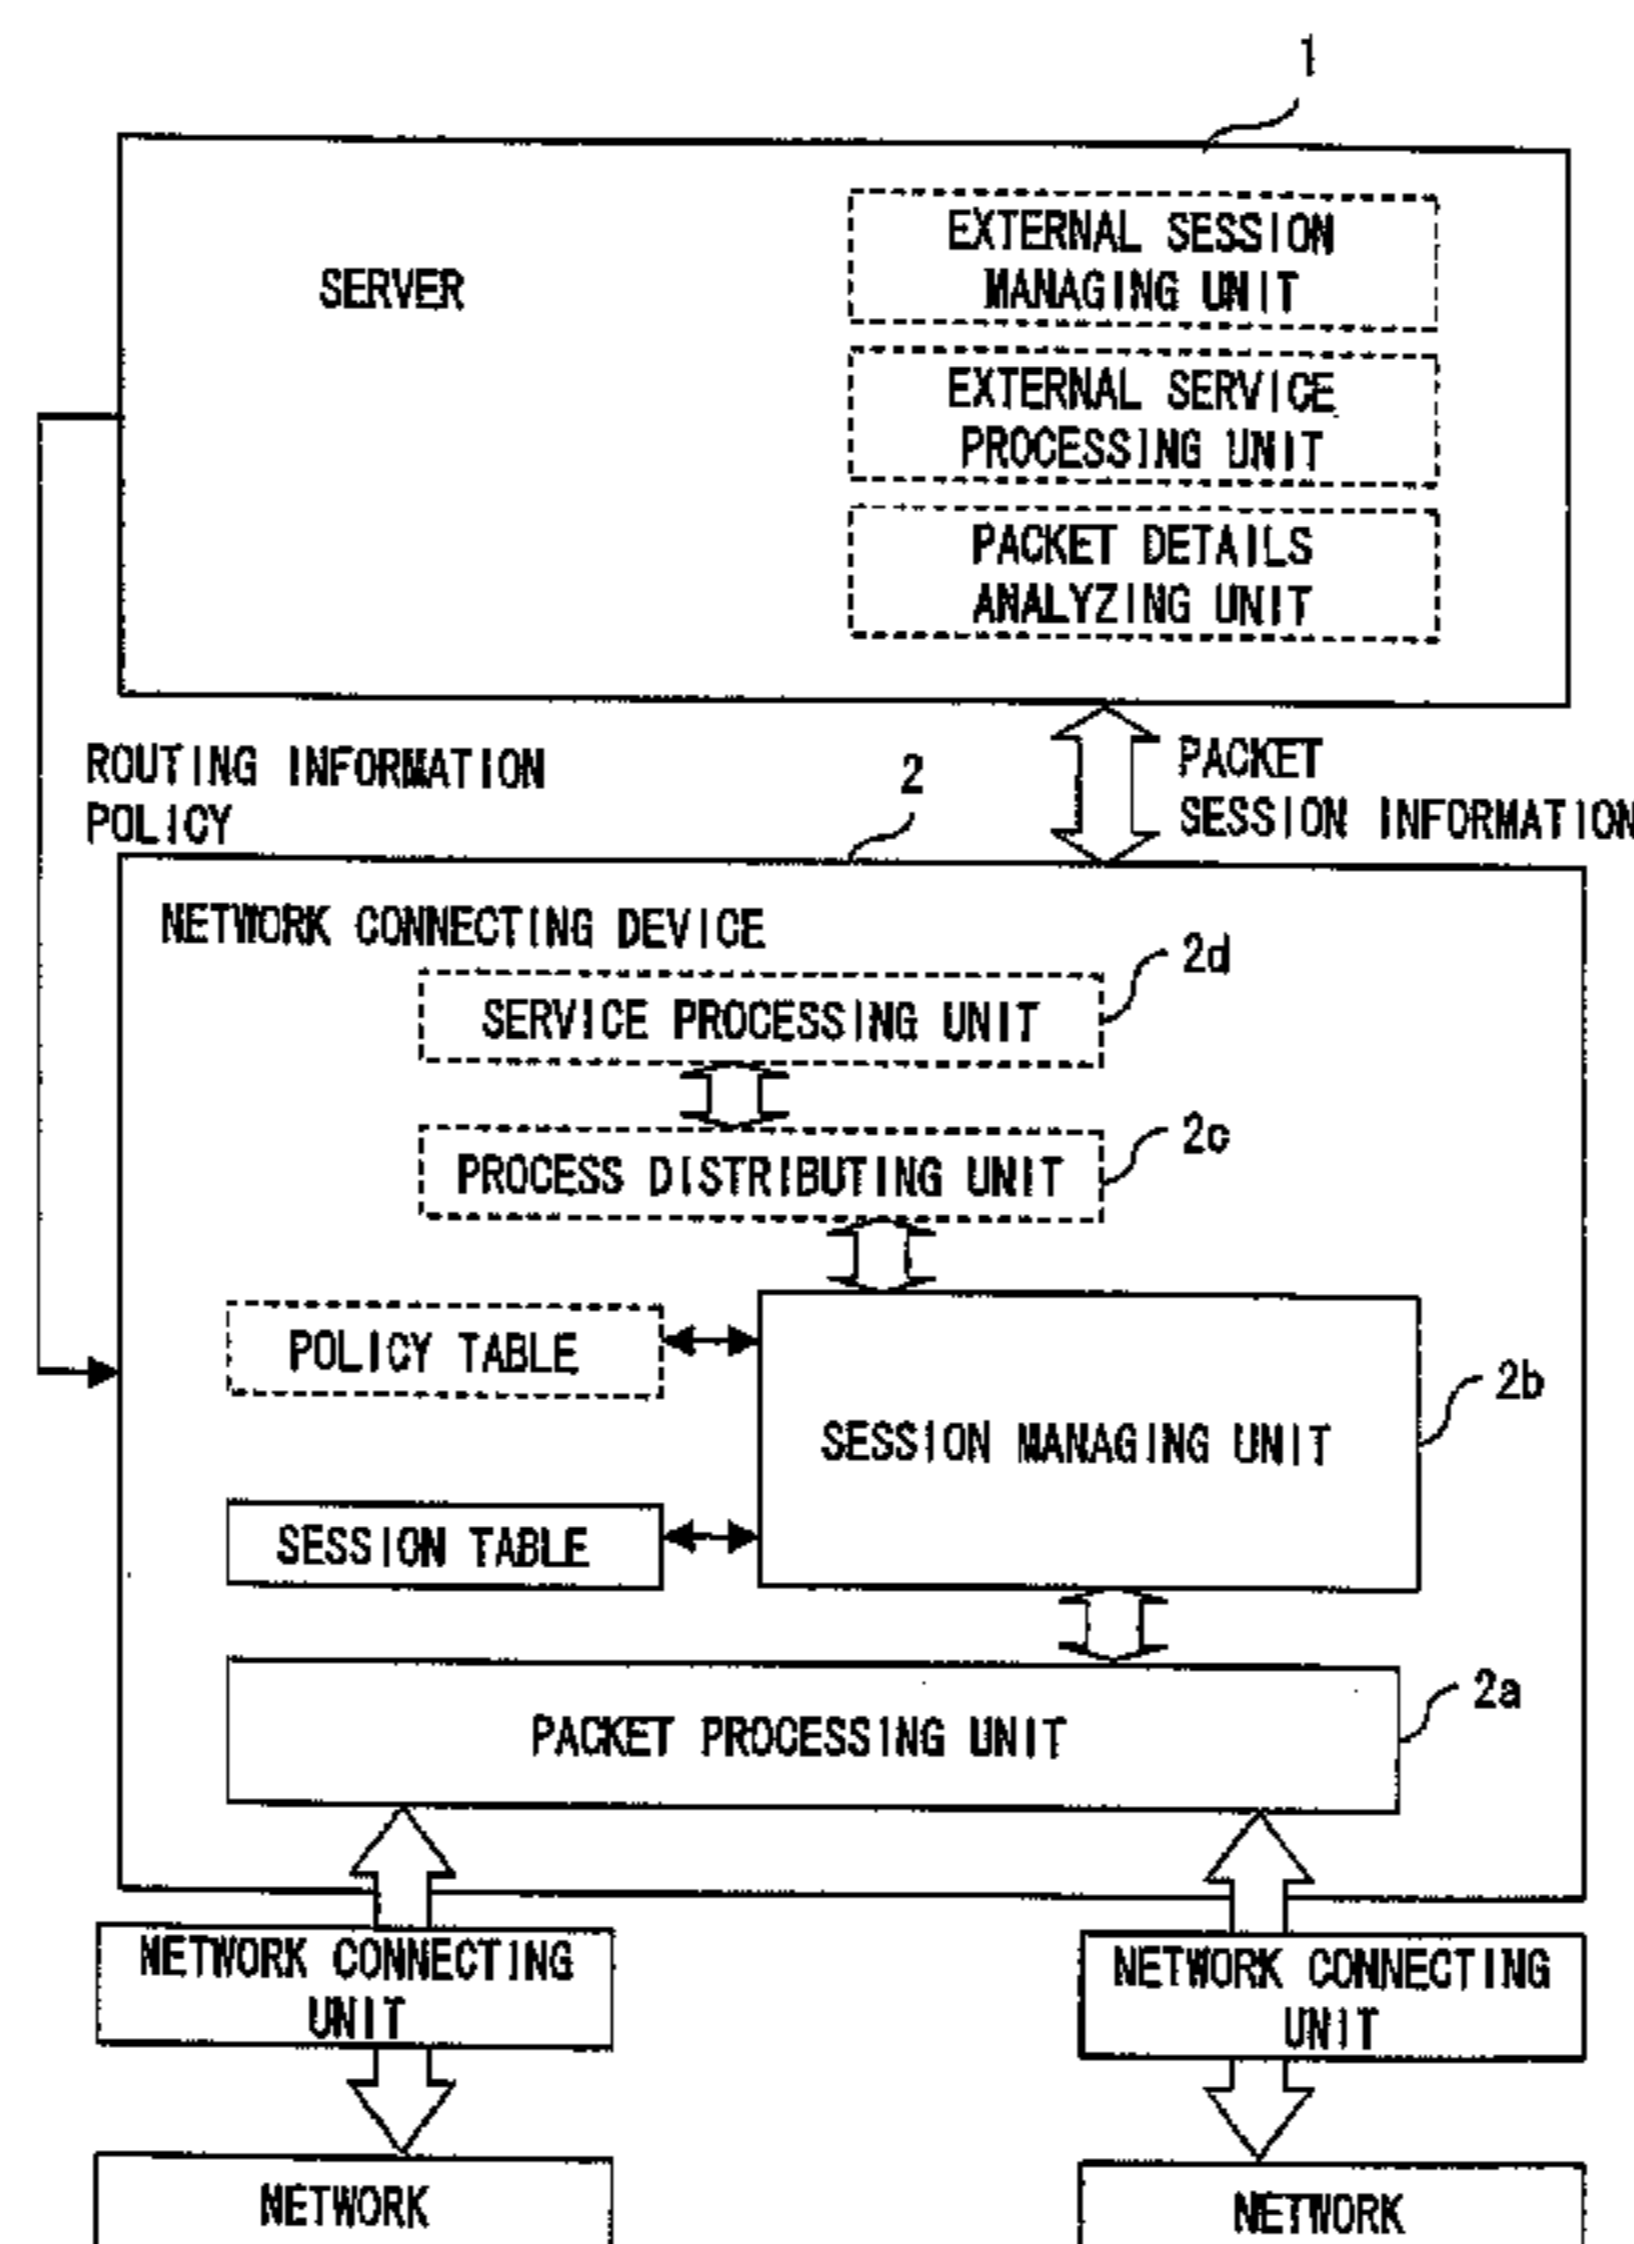 1
SERVER
EXTERNAL SESSION
MANAGING UNIT
EXTERNAL SERVICE
PROCESSING UNIT
PACKET DETAILS
ANALYZING UNIT
ROUTING INFORMATION
POLICY
2
PACKET
SESSION INFORMATION
NETWORK CONNECTING DEVICE
2d
SERVICE PROCESSING UNIT
2c
PROCESS DISTRIBUTING UNIT
POLICY TABLE
2b
SESSION MANAGING UNIT
SESSION TABLE
2a
PACKET PROCESSING UNIT
NETWORK CONNECTING
UNIT
NETWORK CONNECTING
UNIT
NETWORK
NETWORK